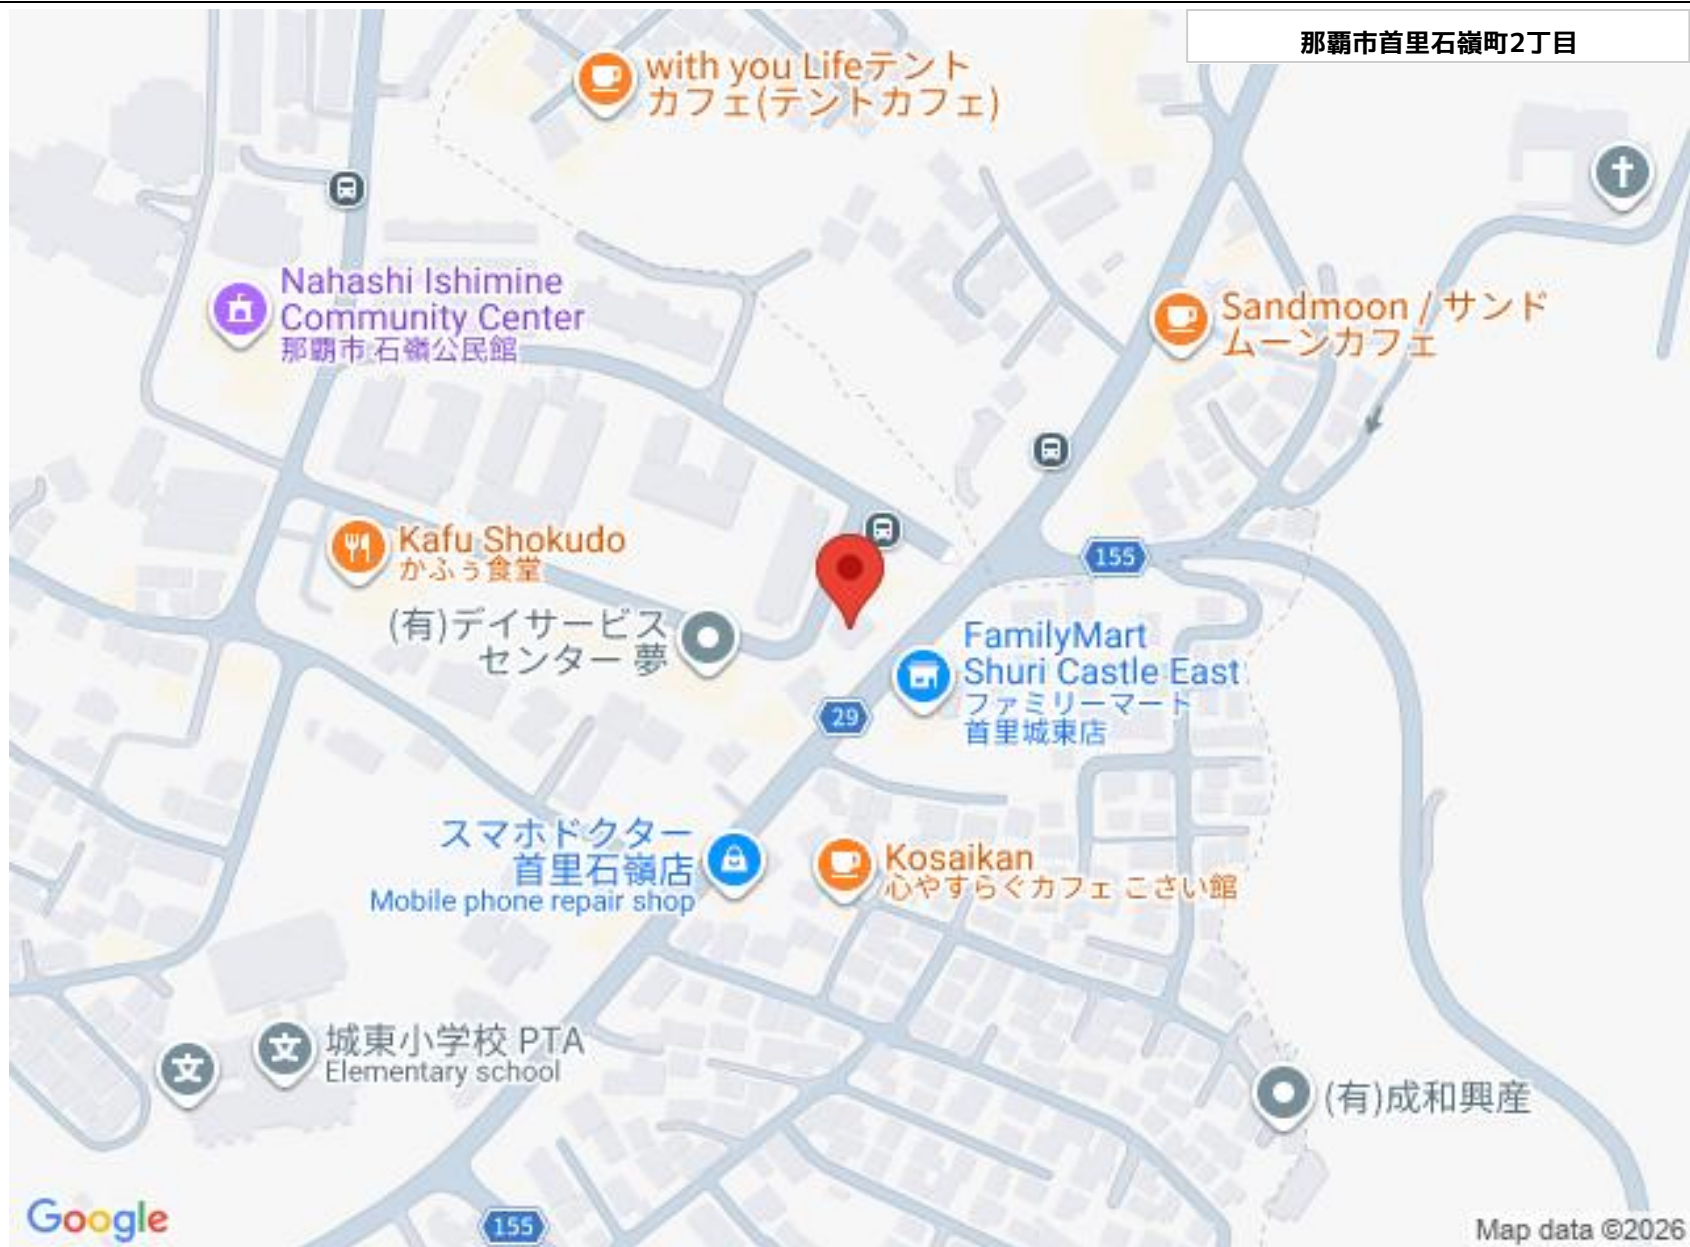 那覇市首里石嶺町2丁目
with you Lifeテント
カフェ(テントカフェ)
Nahashi Ishimine
Community Center
那覇市 石嶺公民館
Sandmoon / サンド
ムーンカフェ
Kafu Shokudo
かふぅ食堂
155
(有)デイサービス
センター 夢
FamilyMart
Shuri Castle East
ファミリーマート
首里城東店
29
スマホドクター
首里石嶺店
Mobile phone repair shop
Kosaikan
心やすらぐカフェ こさい館
文
文
城東小学校 PTA
Elementary school
(有)成和興産
155
Google
Map data ©2026